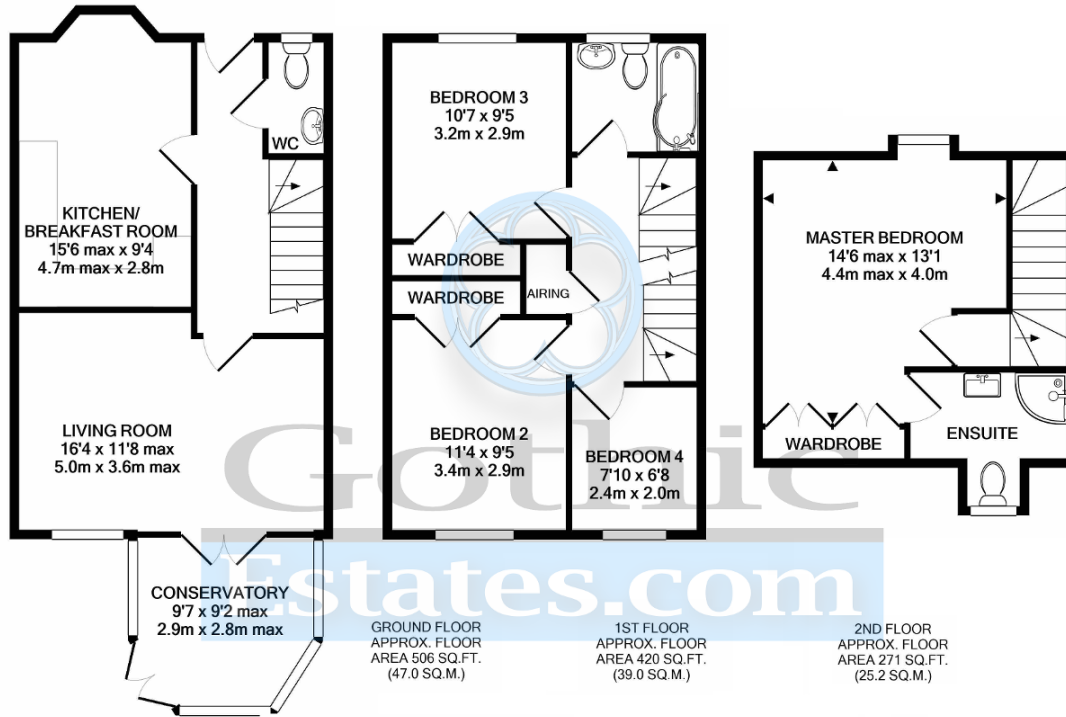 KITCHEN/
BREAKFAST ROOM
15'6 max x 9'4
4.7m max x 2.8m
WC
LIVING ROOM
16'4 x 11'8 max
5.0m x 3.6m max
CONSERVATORY
9'7 x 9'2 max
2.9m x 2.8m max
GROUND FLOOR
APPROX. FLOOR
AREA 506 SQ.FT.
(47.0 SQ.M.)
BEDROOM 3
10'7 x 9'5
3.2m x 2.9m
WARDROBE
WARDROBE
AIRING
BEDROOM 2
11'4 x 9'5
3.4m x 2.9m
BEDROOM 4
7'10 x 6'8
2.4m x 2.0m
1ST FLOOR
APPROX. FLOOR
AREA 420 SQ.FT.
(39.0 SQ.M.)
MASTER BEDROOM
14'6 max x 13'1
4.4m max x 4.0m
WARDROBE
ENSUITE
2ND FLOOR
APPROX. FLOOR
AREA 271 SQ.FT.
(25.2 SQ.M.)
Gothic
Estates.com